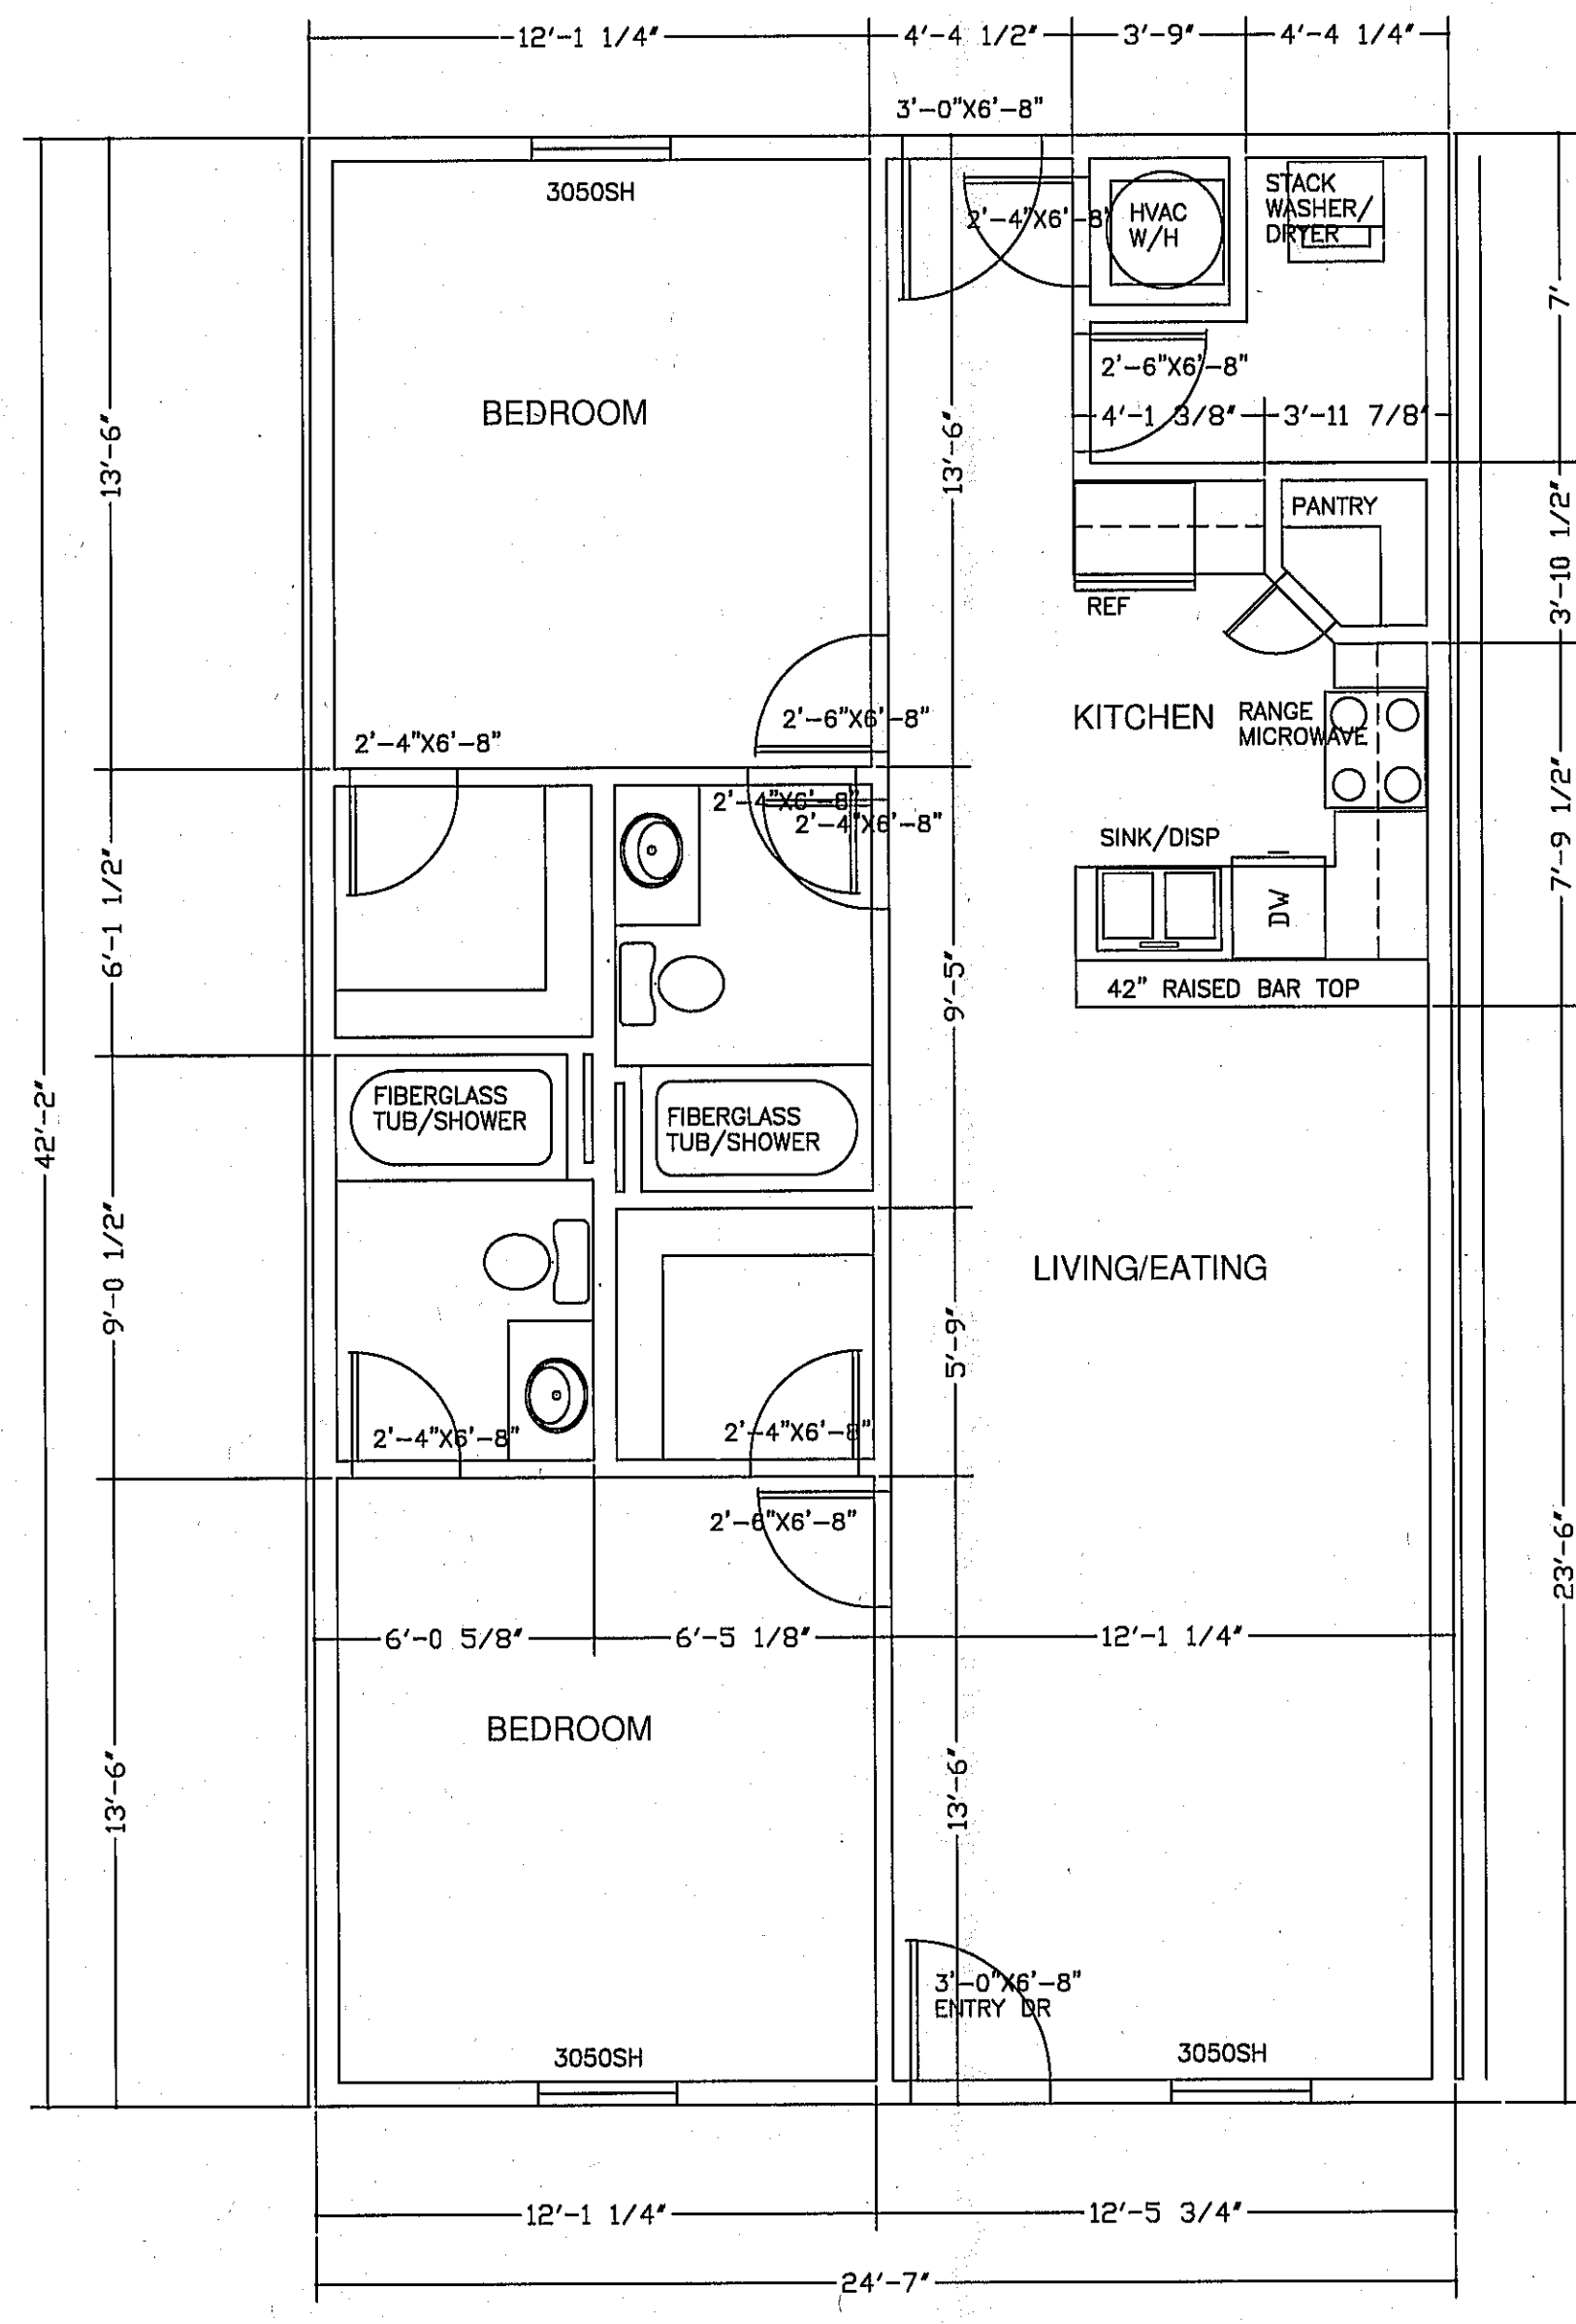 12'-1 1/4"
4'-4 1/2"
3'-9"
4'-4 1/4"
3'-0"X6'-8"
3050SH
2'-4"X6'-8"
HVAC
W/H
STACK
WASHER/
DRYER
7'
2'-6"X6'-8"
BEDROOM
13'-6"
13'-6"
4'-1 3/8"
3'-11 7/8"
PANTRY
3'-10 1/2"
REF
2'-6"X6'-8"
KITCHEN
RANGE
MICROWAVE
2'-4"X6'-8"
2'-4"X6'-8"
2'-4"X6'-8"
SINK/DISP
7'-9 1/2"
6'-1 1/2"
DW
9'-5"
42" RAISED BAR TOP
42'-2"
FIBERGLASS
TUB/SHOWER
FIBERGLASS
TUB/SHOWER
9'-0 1/2"
LIVING/EATING
5'-9"
2'-4"X6'-8"
2'-4"X6'-8"
2'-6"X6'-8"
23'-6"
6'-0 5/8"
6'-5 1/8"
12'-1 1/4"
BEDROOM
13'-6"
13'-6"
3'-0"X6'-8"
ENTRY DR
3050SH
3050SH
12'-1 1/4"
12'-5 3/4"
24'-7"